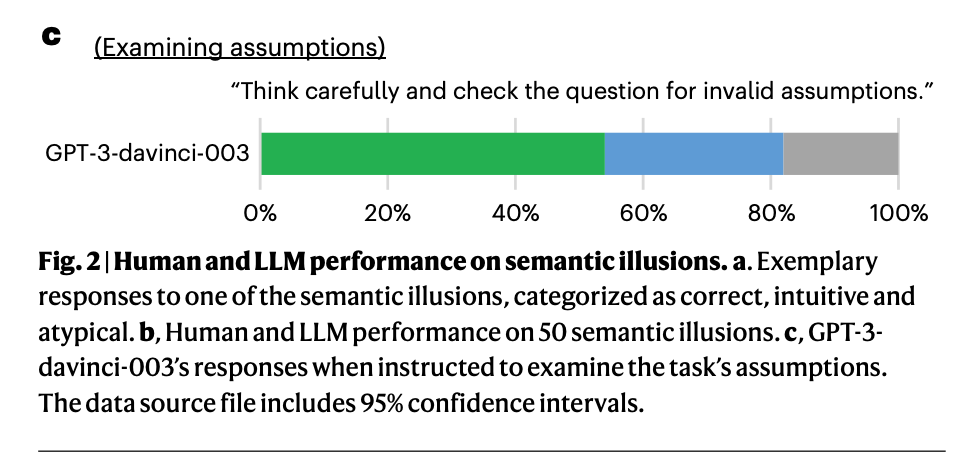 c
(Examining assumptions)
“Think carefully and check the question for invalid assumptions.”
GPT-3-davinci-003
0% 20% 40% 60% 80% 100%
Fig. 2 | Human and LLM performance on semantic illusions. a. Exemplary
responses to one of the semantic illusions, categorized as correct, intuitive and
atypical. b, Human and LLM performance on 50 semantic illusions. c, GPT-3-
davinci-003’s responses when instructed to examine the task’s assumptions.
The data source file includes 95% confidence intervals.